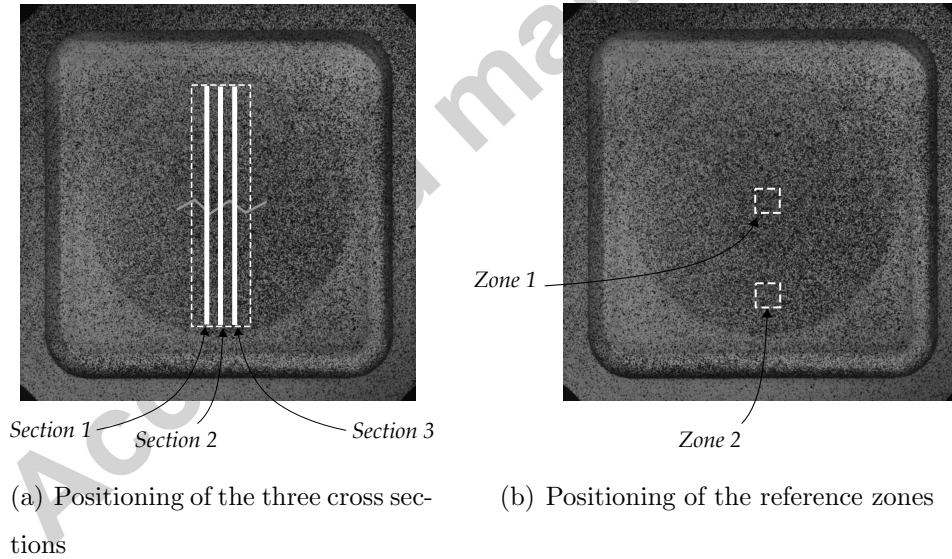 Zone 1
Zone 2
Section 1
Section 2
Section 3
(a) Positioning of the three cross sec-
tions
(b) Positioning of the reference zones